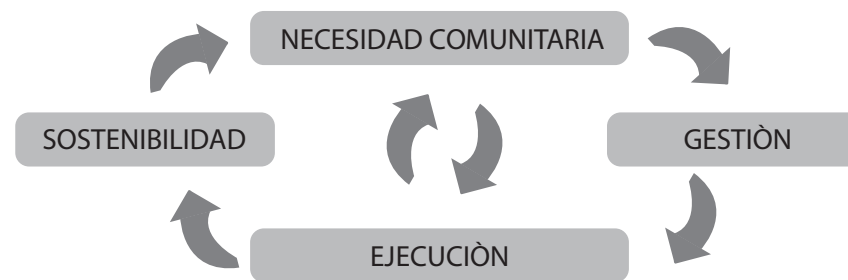 NECESIDAD COMUNITARIA
SOSTENIBILIDAD
GESTIÒN
EJECUCIÒN